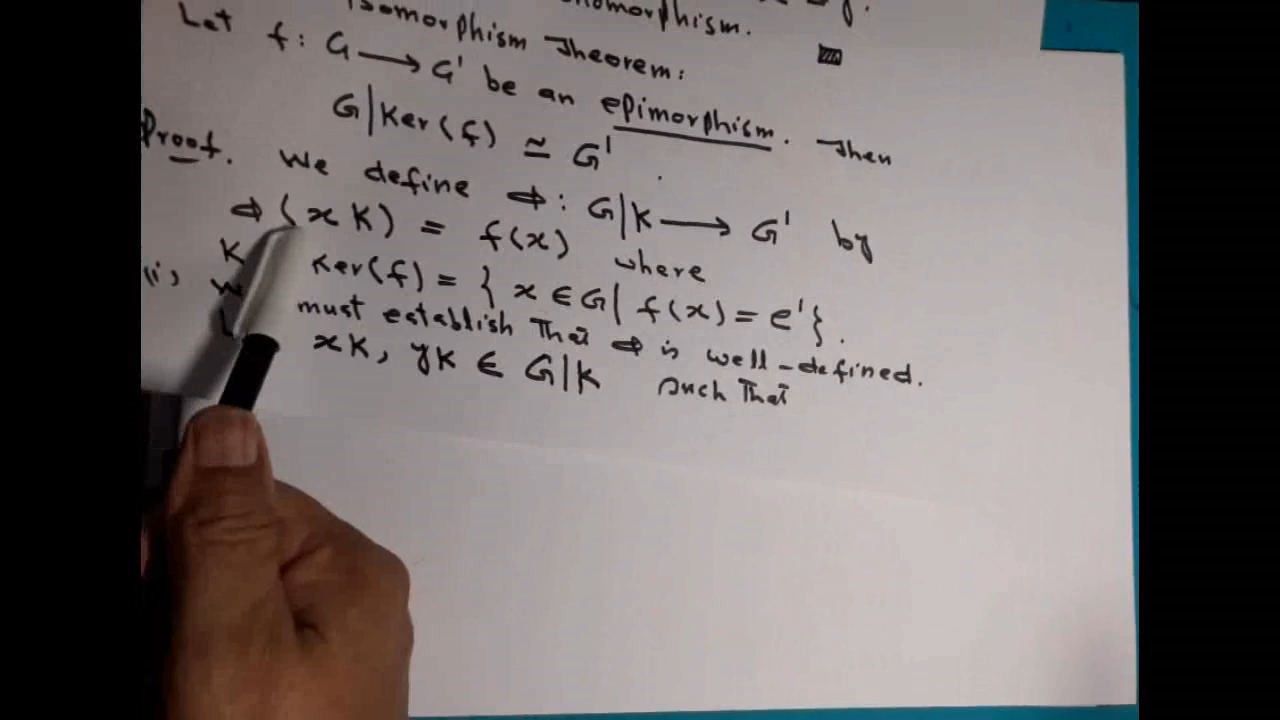 onomorphism.
Isomorphism Theorem:
Let f: G → G' be an epimorphism. Then
G|Ker(f) ≃ G'.
Proof. We define φ: G|K → G' by
φ(xK) = f(x) where
K Ker(f) = {x ∈ G| f(x) = e'}.
(i) We must establish that φ is well-defined.
xK, yK ∈ G|K such that